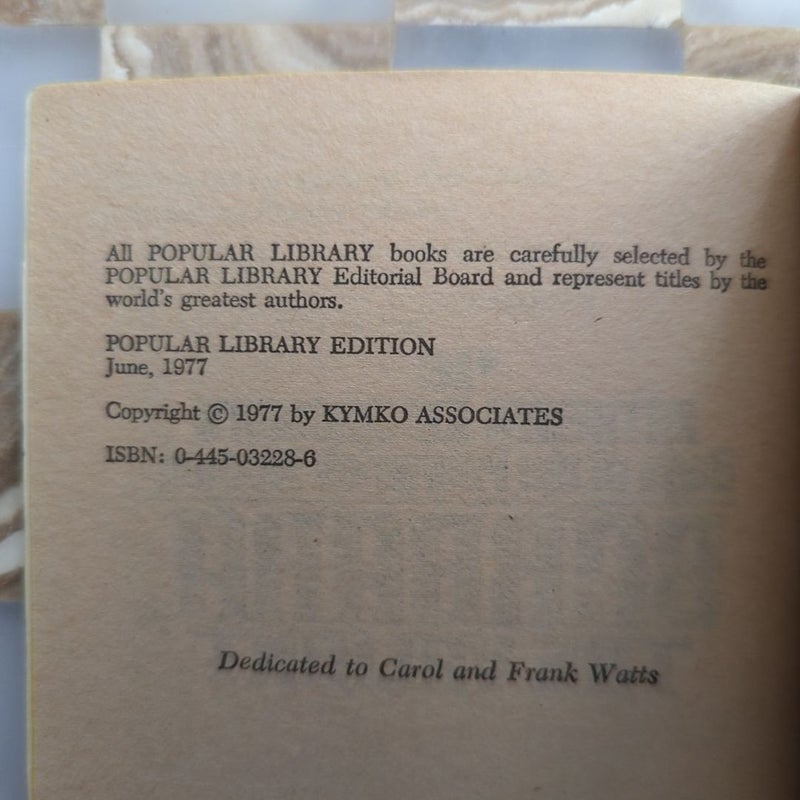 All POPULAR LIBRARY books are carefully selected by the
POPULAR LIBRARY Editorial Board and represent titles by the
world's greatest authors.
POPULAR LIBRARY EDITION
June, 1977
Copyright © 1977 by KYMKO ASSOCIATES
ISBN: 0-445-03228-6
Dedicated to Carol and Frank Watts